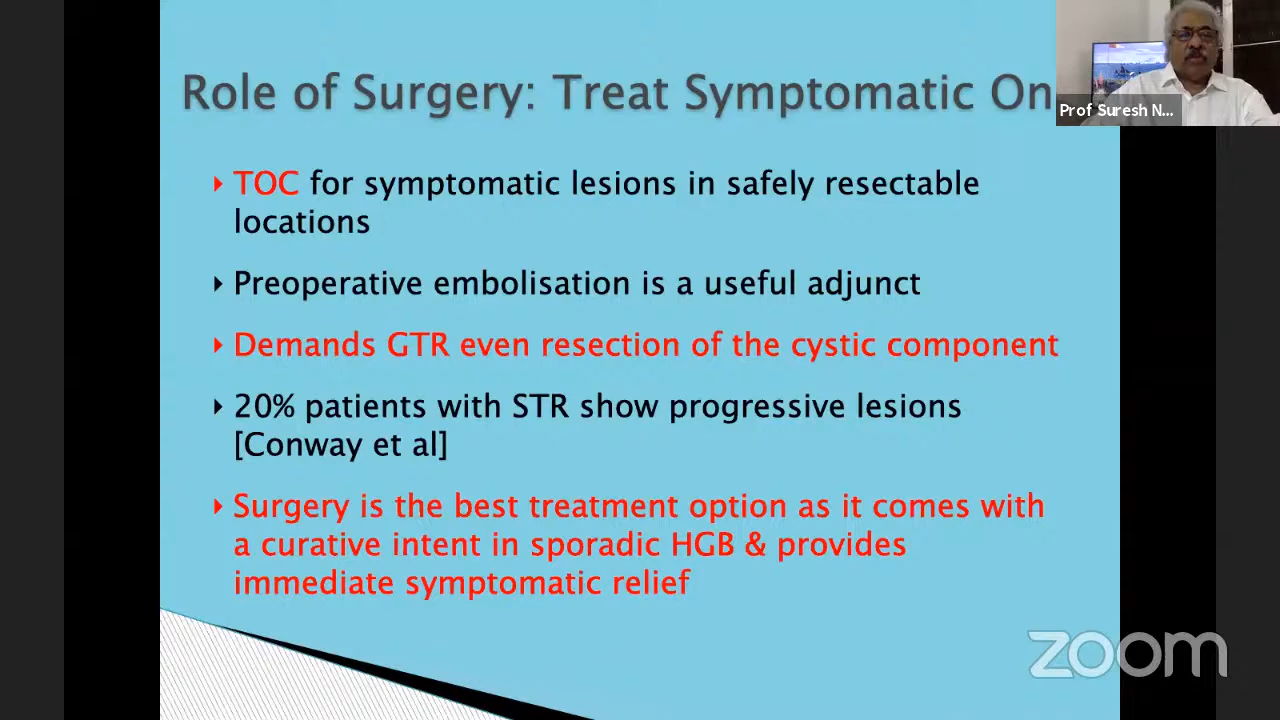 Role of Surgery: Treat Symptomatic On
Prof Suresh N...
TOC for symptomatic lesions in safely resectable
locations
Preoperative embolisation is a useful adjunct
Demands GTR even resection of the cystic component
20% patients with STR show progressive lesions
[Conway et al]
Surgery is the best treatment option as it comes with
a curative intent in sporadic HGB & provides
immediate symptomatic relief
zoom